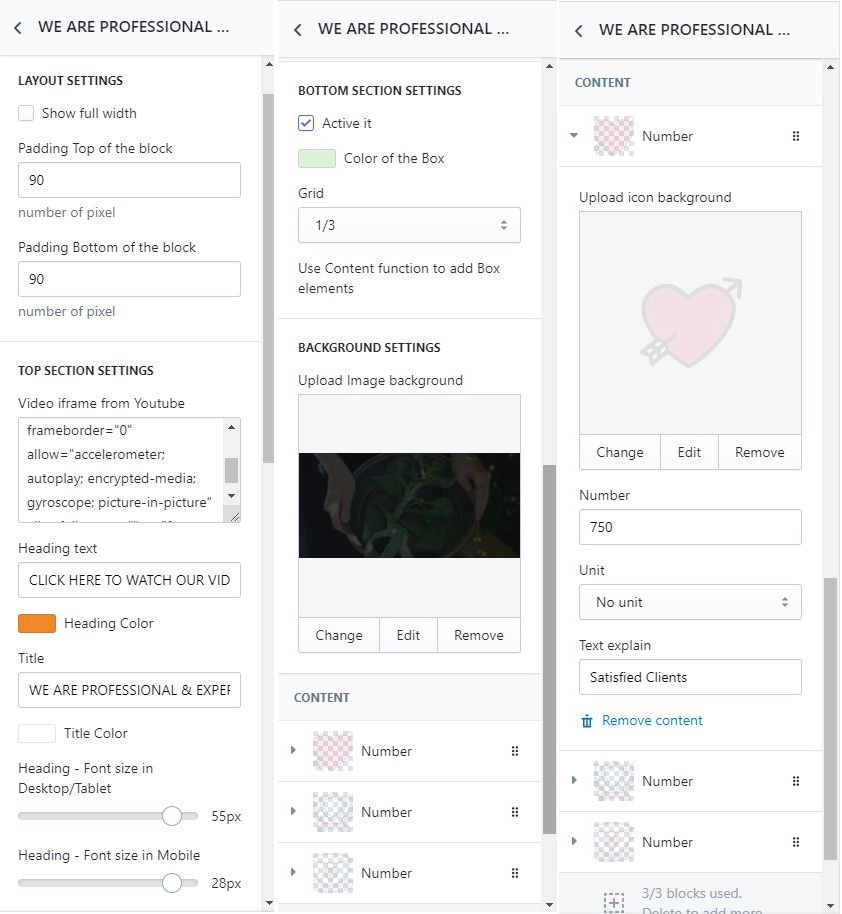 WE ARE PROFESSIONAL ...
LAYOUT SETTINGS
Show full width
Padding Top of the block
90
number of pixel
Padding Bottom of the block
90
number of pixel
TOP SECTION SETTINGS
Video iframe from Youtube
frameborder="0"
allow="accelerometer;
autoplay; encrypted-media;
gyroscope; picture-in-picture"
Heading text
CLICK HERE TO WATCH OUR VID
Heading Color
Title
WE ARE PROFESSIONAL & EXPER
Title Color
Heading - Font size in
Desktop/Tablet
55px
Heading - Font size in Mobile
28px
WE ARE PROFESSIONAL ...
BOTTOM SECTION SETTINGS
Active it
Color of the Box
Grid
1/3
Use Content function to add Box
elements
BACKGROUND SETTINGS
Upload Image background
Change Edit Remove
CONTENT
Number
Number
Number
WE ARE PROFESSIONAL ...
CONTENT
Number
Upload icon background
Change Edit Remove
Number
750
Unit
No unit
Text explain
Satisfied Clients
Remove content
Number
Number
3/3 blocks used.
Delete to add more